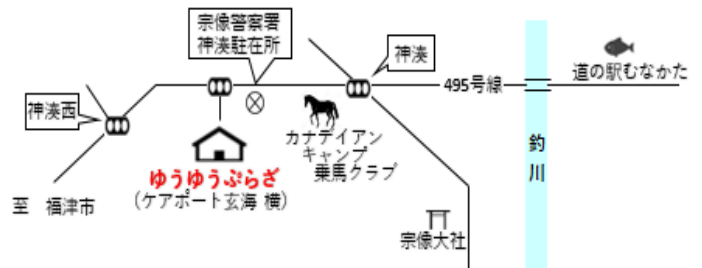 宗像警察署
神湊駐在所
神湊
道の駅むなかた
495号線
神湊西
カナデイアン
キャンプ
乗馬クラブ
釣川
ゆうゆうぷらざ
(ケアポート玄海 横)
至 福津市
宗像大社